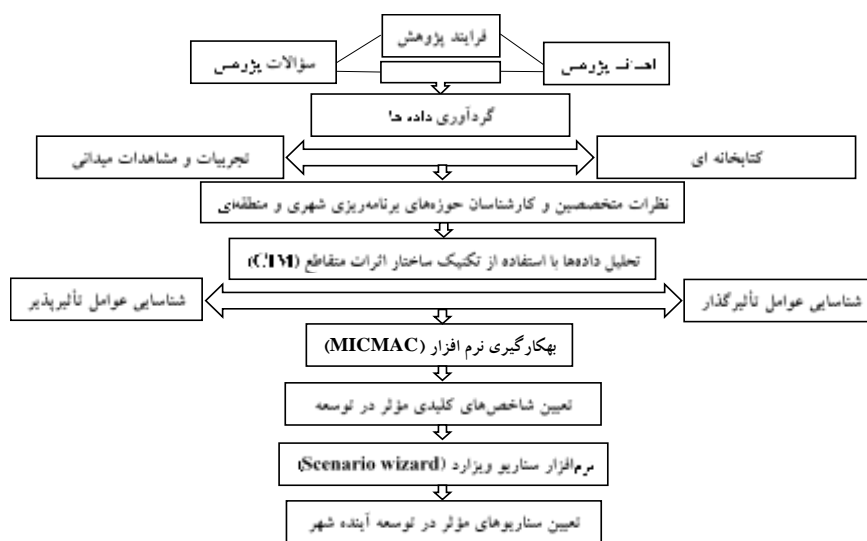 فرایند پژوهش
اهداف پژوهشی
سؤالات پژوهشی
گردآوری داده ها
کتابخانه ای
تجربیات و مشاهدات میدانی
نظرات متخصصین و کارشناسان حوزه‌های برنامه‌ریزی شهری و منطقه‌ای
تحلیل داده‌ها با استفاده از تکنیک ساختار اثرات متقاطع (CIM)
شناسایی عوامل تأثیرگذار
شناسایی عوامل تأثیرپذیر
بهکارگیری نرم افزار (MICMAC)
تعیین شاخص‌های کلیدی مؤثر در توسعه
نرم‌افزار سناریو ویزارد (Scenario wizard)
تعیین سناریوهای مؤثر در توسعه آینده شهر